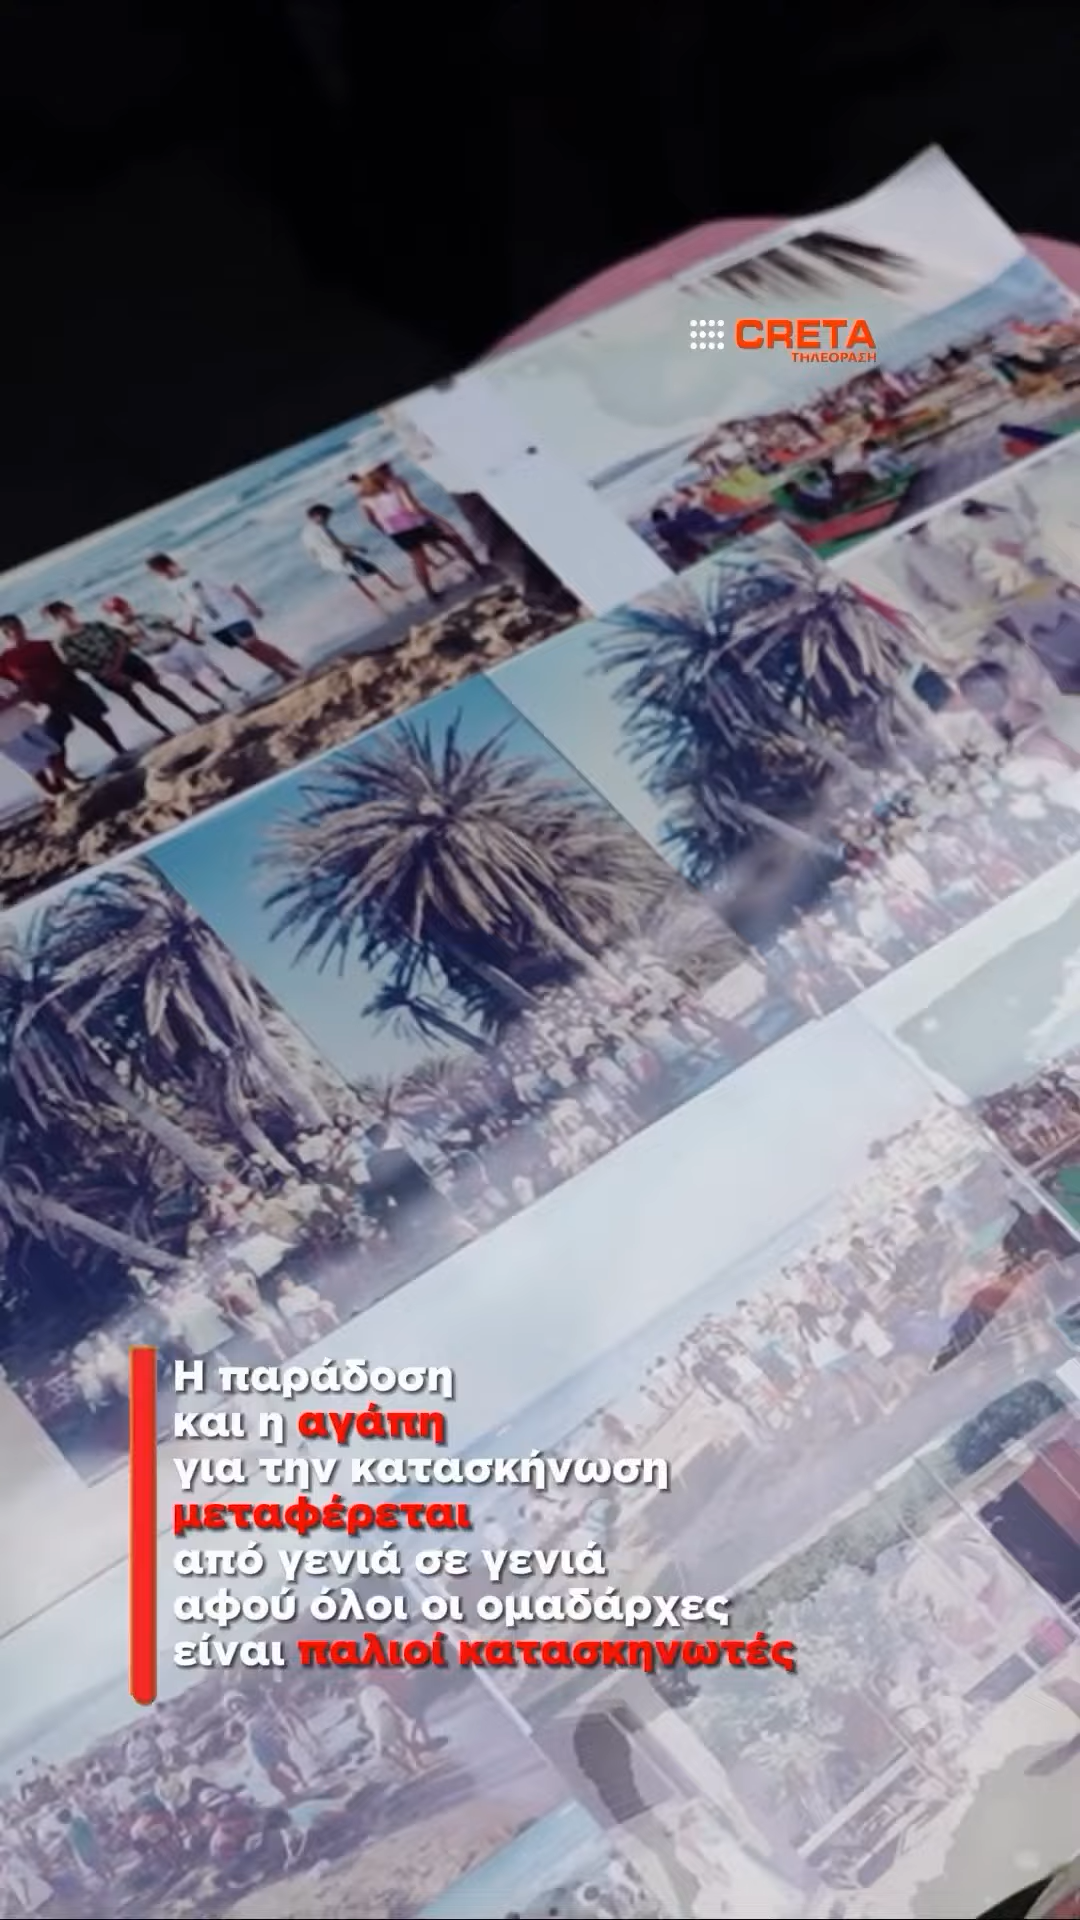 CRETA
ΤΗΛΕΟΡΑΣΗ
Η παράδοση
και η αγάπη
για την κατασκήνωση
μεταφέρεται
από γενιά σε γενιά
αφού όλοι οι ομαδάρχες
είναι παλιοί κατασκηνωτές